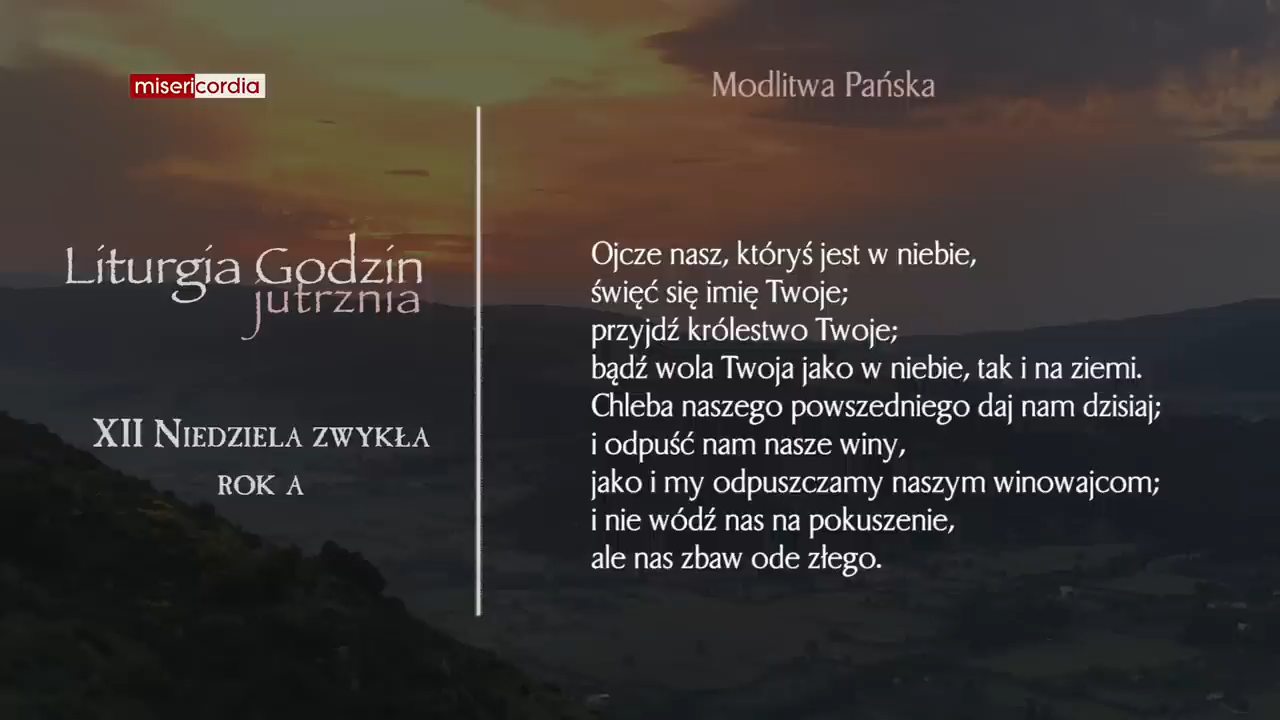 misericordia
Liturgia Godzin
jutrznia
XII Niedziela zwykła
rok A
Modlitwa Pańska
Ojcze nasz, któryś jest w niebie,
święć się imię Twoje;
przyjdź królestwo Twoje;
bądź wola Twoja jako w niebie, tak i na ziemi.
Chleba naszego powszedniego daj nam dzisiaj;
i odpuść nam nasze winy,
jako i my odpuszczamy naszym winowajcom;
i nie wódź nas na pokuszenie,
ale nas zbaw ode złego.